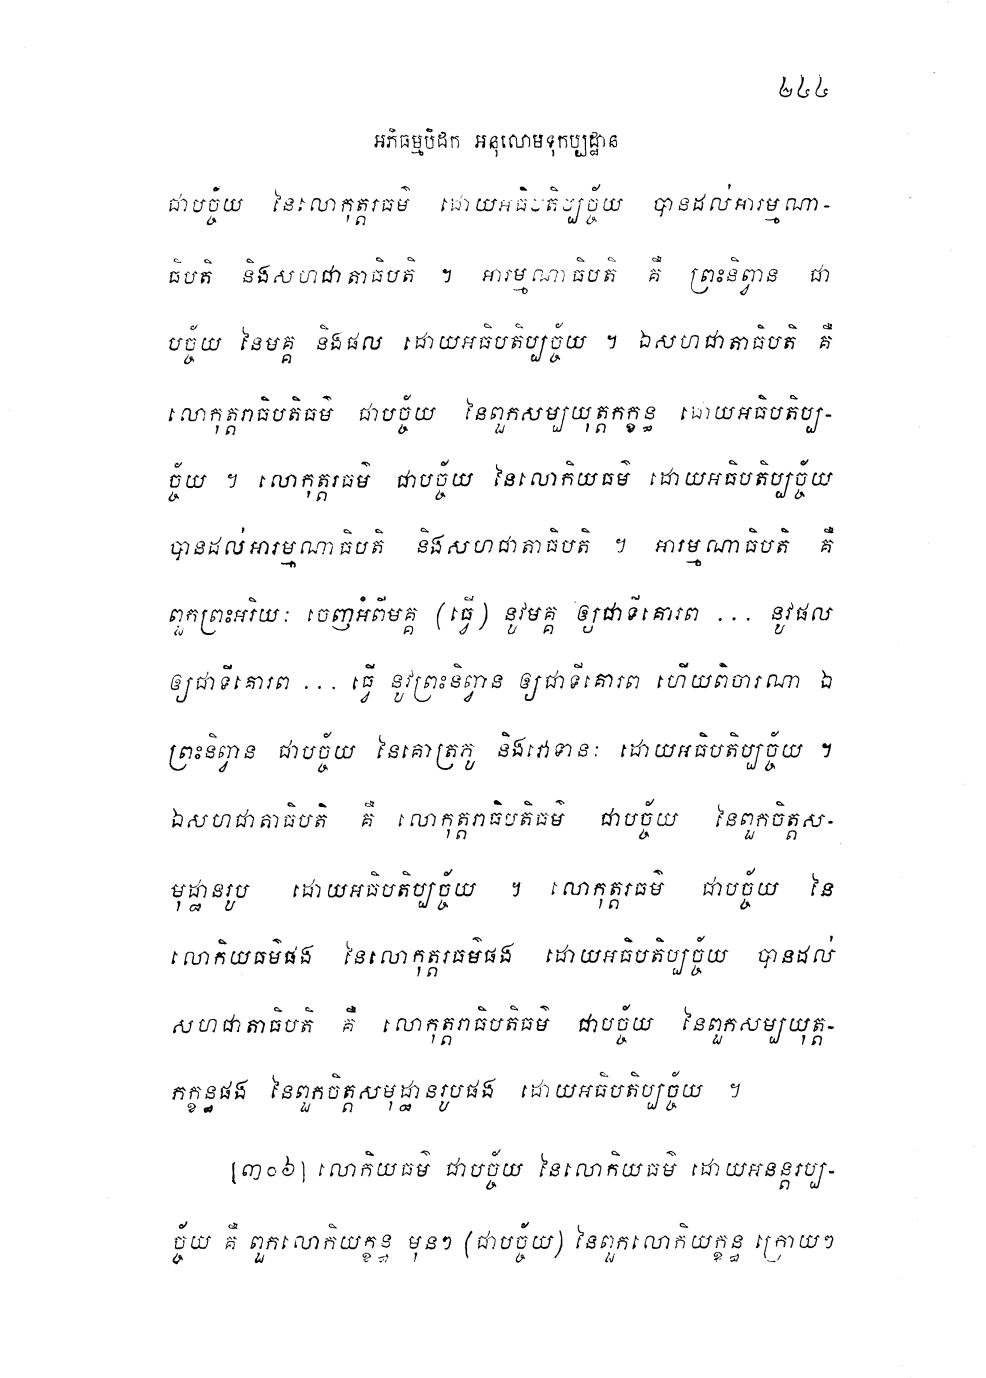 ២៤៤
អភិធម្មបិដក អនុលោមទុកប្បដ្ឋាន
ជាបច្ច័យ នៃលោកុត្តរធម៌ ដោយអធិបតិប្បច្ច័យ បានដល់អារម្មណា-
ធិបតិ និងសហជាតាធិបតិ ។ អារម្មណាធិបតិ គឺ ព្រះនិព្វាន ជា
បច្ច័យ នៃមគ្គ និងផល ដោយអធិបតិប្បច្ច័យ ។ ឯសហជាតាធិបតិ គឺ
លោកុត្តរាធិបតិធម៌ ជាបច្ច័យ នៃពួកសម្បយុត្តកក្ខន្ធ ដោយអធិបតិប្ប-
ច្ច័យ ។ លោកុត្តរធម៌ ជាបច្ច័យ នៃលោកិយធម៌ ដោយអធិបតិប្បច្ច័យ
បានដល់អារម្មណាធិបតិ និងសហជាតាធិបតិ ។ អារម្មណាធិបតិ គឺ
ពួកព្រះអរិយៈ ចេញអំពីមគ្គ (ធ្វើ) នូវមគ្គ ឲ្យជាទីគោរព ... នូវផល
ឲ្យជាទីគោរព ... ធ្វើ នូវព្រះនិព្វាន ឲ្យជាទីគោរព ហើយពិចារណា ឯ
ព្រះនិព្វាន ជាបច្ច័យ នៃគោត្រភូ និងវោទានៈ ដោយអធិបតិប្បច្ច័យ ។
ឯសហជាតាធិបតិ គឺ លោកុត្តរាធិបតិធម៌ ជាបច្ច័យ នៃពួកចិត្តស-
មុដ្ឋានរូប ដោយអធិបតិប្បច្ច័យ ។ លោកុត្តរធម៌ ជាបច្ច័យ នៃ
លោកិយធម៌ផង នៃលោកុត្តរធម៌ផង ដោយអធិបតិប្បច្ច័យ បានដល់
សហជាតាធិបតិ គឺ លោកុត្តរាធិបតិធម៌ ជាបច្ច័យ នៃពួកសម្បយុត្ត-
កក្ខន្ធផង នៃពួកចិត្តសមុដ្ឋានរូបផង ដោយអធិបតិប្បច្ច័យ ។
[៣០៦] លោកិយធម៌ ជាបច្ច័យ នៃលោកិយធម៌ ដោយអនន្តរប្ប-
ច្ច័យ គឺ ពួកលោកិយក្ខន្ធ មុនៗ (ជាបច្ច័យ) នៃពួកលោកិយក្ខន្ធ ក្រោយៗ